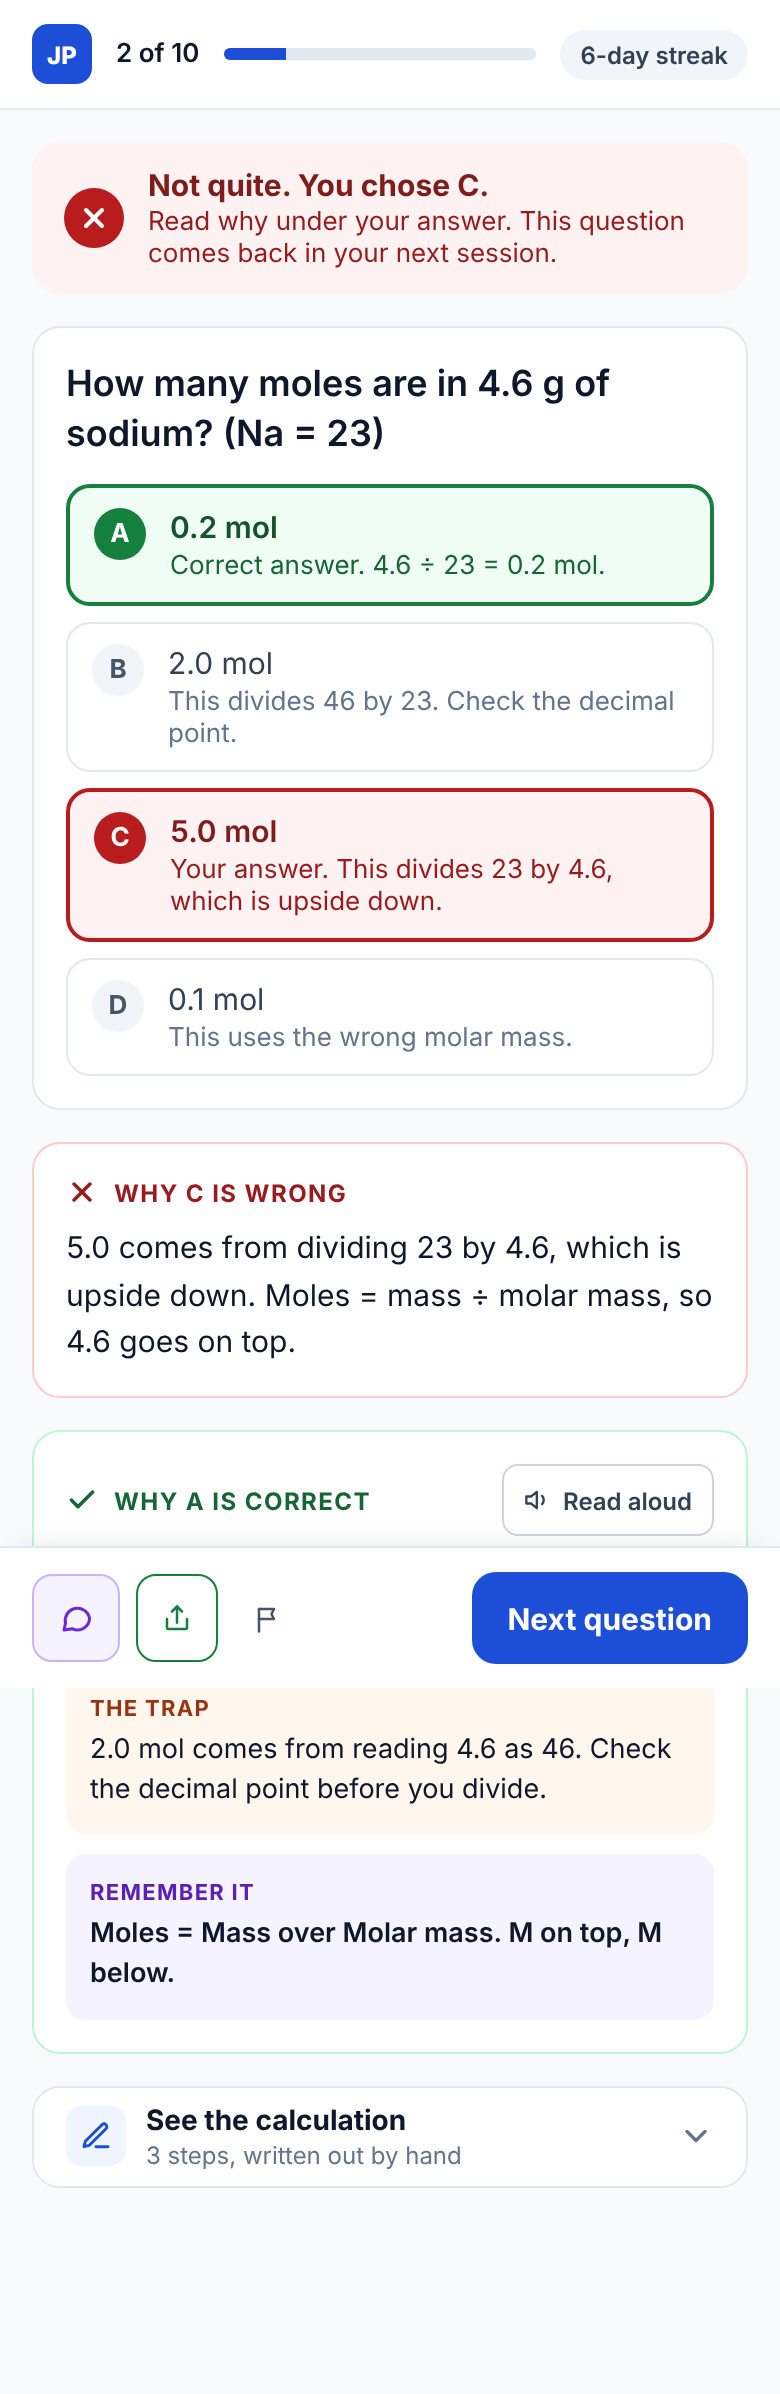 JP
2 of 10
6-day streak
Not quite. You chose C.
Read why under your answer. This question
comes back in your next session.
How many moles are in 4.6 g of
sodium? (Na = 23)
A
0.2 mol
Correct answer. 4.6 ÷ 23 = 0.2 mol.
B
2.0 mol
This divides 46 by 23. Check the decimal
point.
C
5.0 mol
Your answer. This divides 23 by 4.6,
which is upside down.
D
0.1 mol
This uses the wrong molar mass.
WHY C IS WRONG
5.0 comes from dividing 23 by 4.6, which is
upside down. Moles = mass ÷ molar mass, so
4.6 goes on top.
WHY A IS CORRECT
Read aloud
Next question
THE TRAP
2.0 mol comes from reading 4.6 as 46. Check
the decimal point before you divide.
REMEMBER IT
Moles = Mass over Molar mass. M on top, M
below.
See the calculation
3 steps, written out by hand